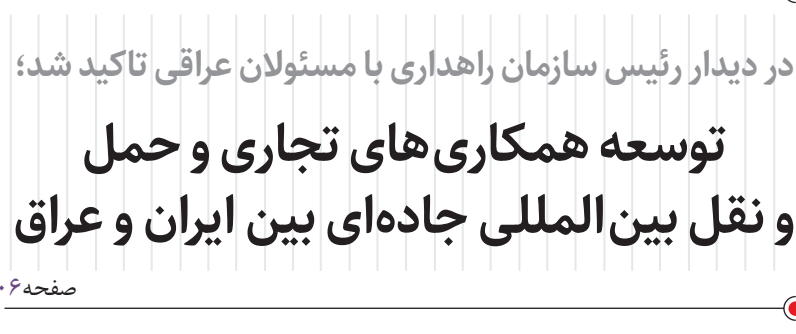 در دیدار رئیس سازمان راهداری با مسئولان عراقی تاکید شد؛
توسعه همکاری‌های تجاری و حمل
و نقل بین‌المللی جاده‌ای بین ایران و عراق
صفحه ۰۶